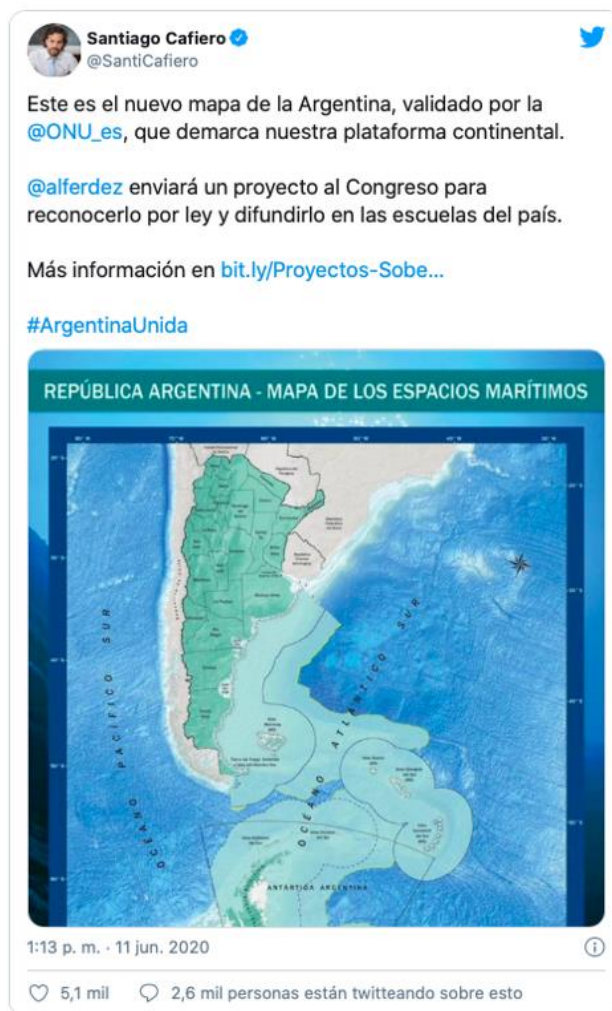 Santiago Cafiero
@SantiCafiero
Este es el nuevo mapa de la Argentina, validado por la
@ONU_es, que demarca nuestra plataforma continental.
@alferdez enviará un proyecto al Congreso para
reconocerlo por ley y difundirlo en las escuelas del país.
Más información en bit.ly/Proyectos-Sobe...
#ArgentinaUnida
REPÚBLICA ARGENTINA - MAPA DE LOS ESPACIOS MARÍTIMOS
OCÉANO PACÍFICO SUR
OCÉANO ATLÁNTICO SUR
ANTÁRTIDA ARGENTINA
1:13 p. m. · 11 jun. 2020
5,1 mil 2,6 mil personas están twitteando sobre esto